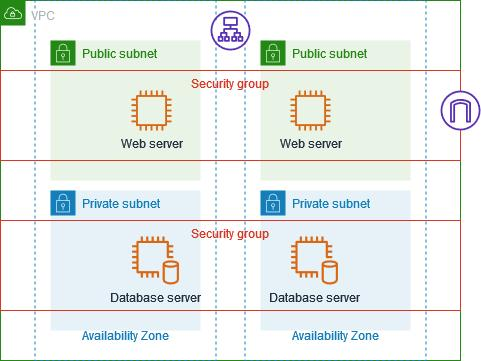 VPC
Public subnet
Public subnet
Security group
Web server
Web server
Private subnet
Private subnet
Security group
Database server
Database server
Availability Zone
Availability Zone